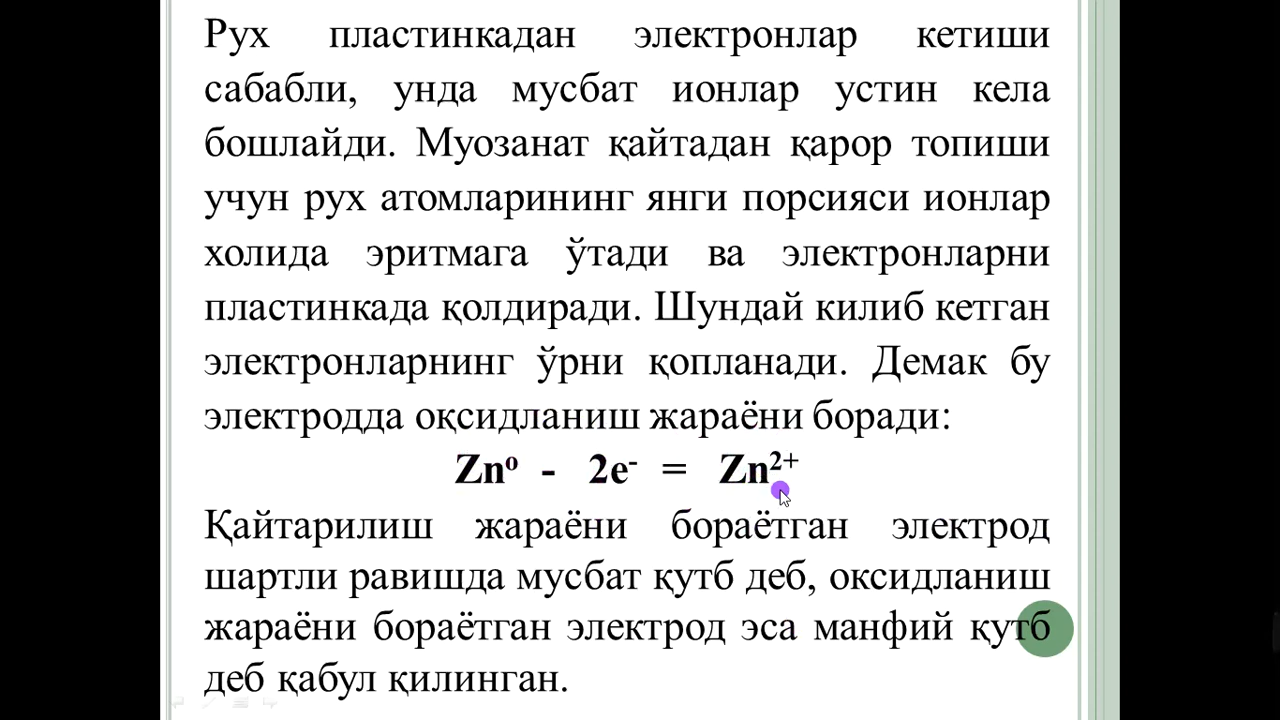 Рух пластинкадан электронлар кетиши
сабабли, унда мусбат ионлар устин кела
бошлайди. Муозанат қайтадан қарор топиши
учун рух атомларининг янги порсияси ионлар
холида эритмага ўтади ва электронларни
пластинкада қолдиради. Шундай килиб кетган
электронларнинг ўрни қопланади. Демак бу
электродда оқсидланиш жараёни боради:
Znº - 2e⁻ = Zn²⁺
Қайтарилиш жараёни бораётган электрод
шартли равишда мусбат қутб деб, оксидланиш
жараёни бораётган электрод эса манфий қутб
деб қабул қилинган.